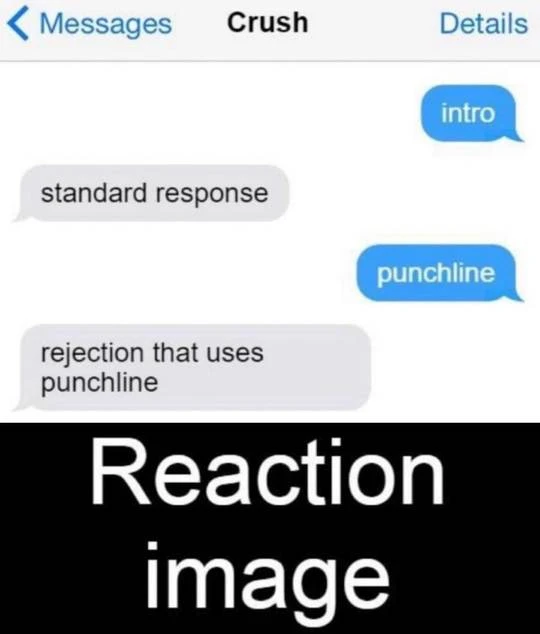 Messages Crush Details
intro
standard response
punchline
rejection that uses
punchline
Reaction
image